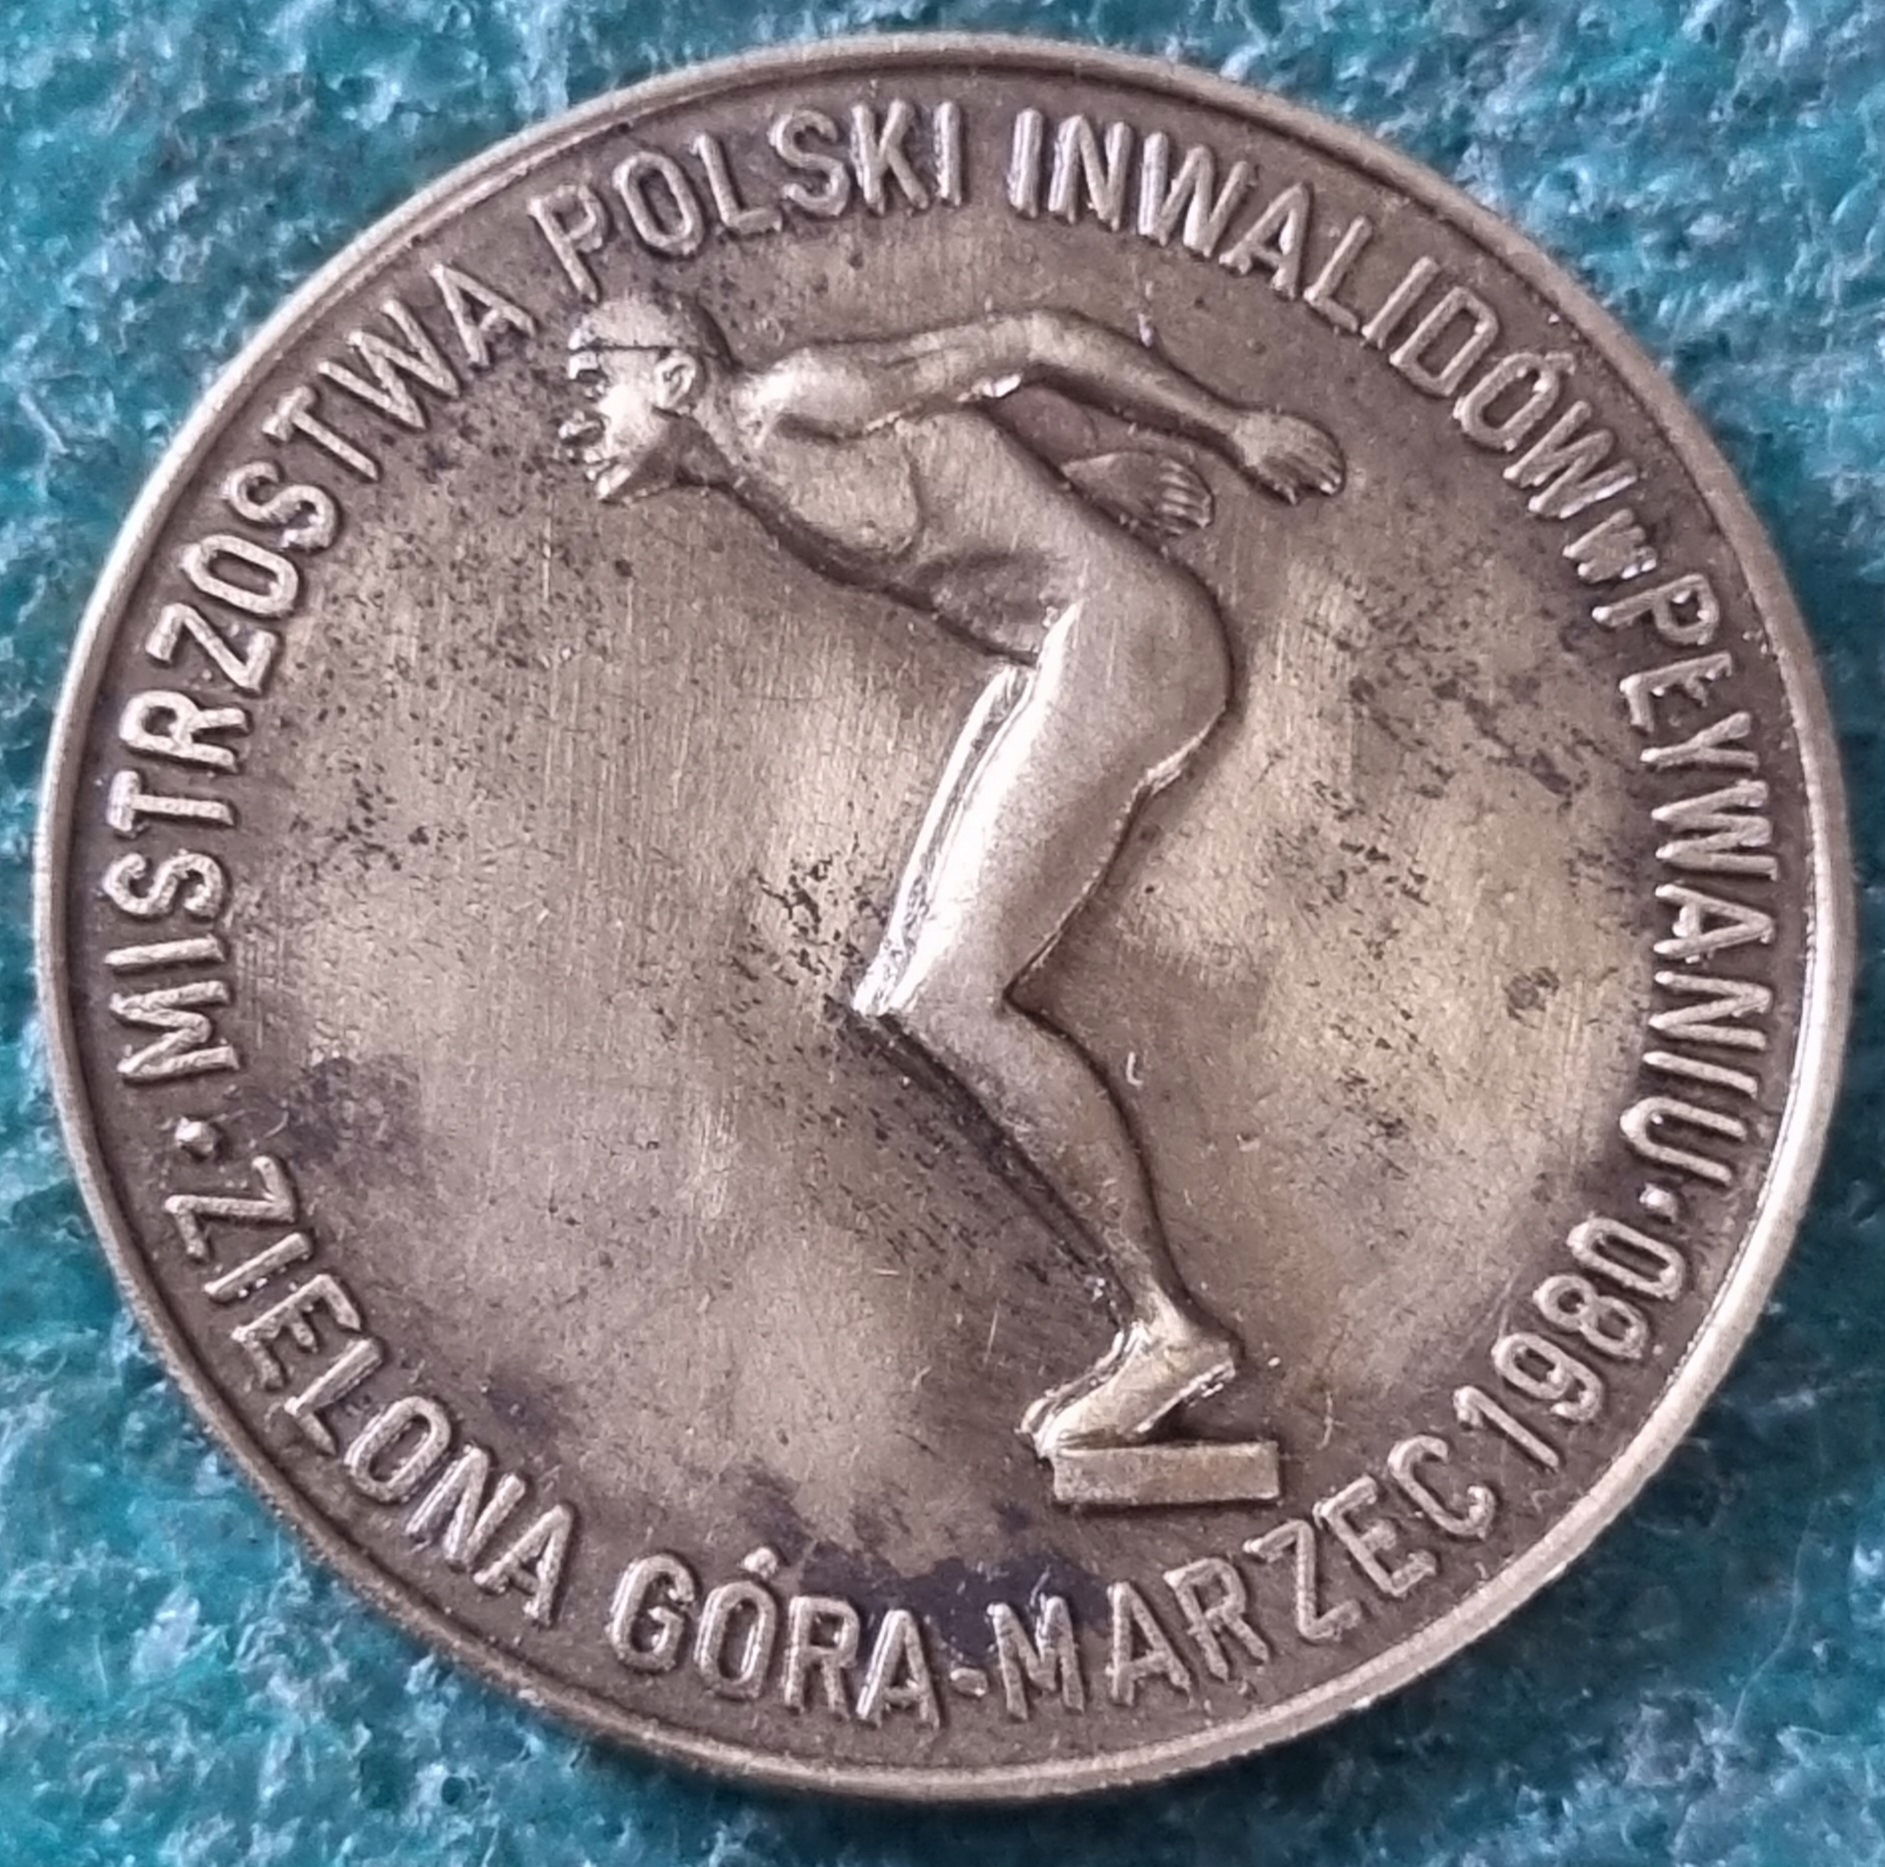 MISTRZOSTWA POLSKI INWALIDÓW W PŁYWANIU
ZIELONA GÓRA-MARZEC 1980